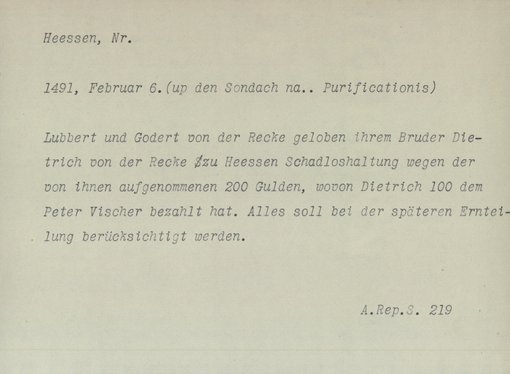 Heessen, Nr.
1491, Februar 6.(up den Sondach na.. Purificationis)
Lubbert und Godert von der Recke geloben ihrem Bruder Die-
trich von der Recke zu Heessen Schadloshaltung wegen der
von ihnen aufgenommenen 200 Gulden, wovon Dietrich 100 dem
Peter Vischer bezahlt hat. Alles soll bei der späteren Erntei-
lung berücksichtigt werden.
A.Rep.S. 219